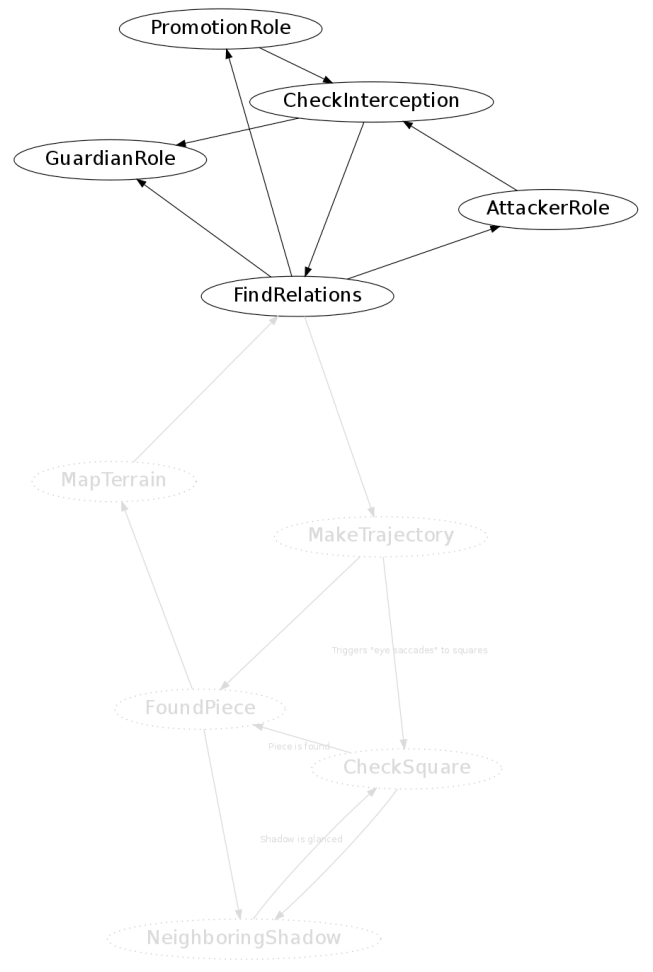 PromotionRole
CheckInterception
GuardianRole
AttackerRole
FindRelations
MapTerrain
MakeTrajectory
Triggers "eye saccades" to squares
FoundPiece
Piece is found
CheckSquare
Shadow is glanced
NeighboringShadow